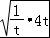 √(1/t • 4t)